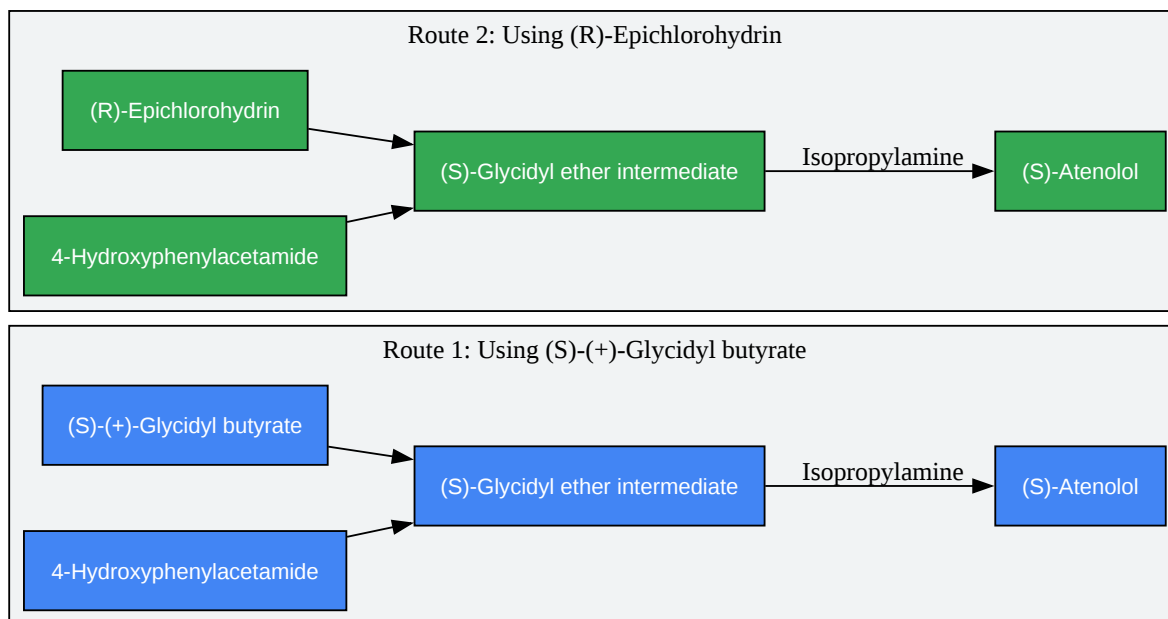 Route 2: Using (R)-Epichlorohydrin
(R)-Epichlorohydrin
4-Hydroxyphenylacetamide
(S)-Glycidyl ether intermediate
Isopropylamine
(S)-Atenolol
Route 1: Using (S)-(+)-Glycidyl butyrate
(S)-(+)-Glycidyl butyrate
4-Hydroxyphenylacetamide
(S)-Glycidyl ether intermediate
Isopropylamine
(S)-Atenolol